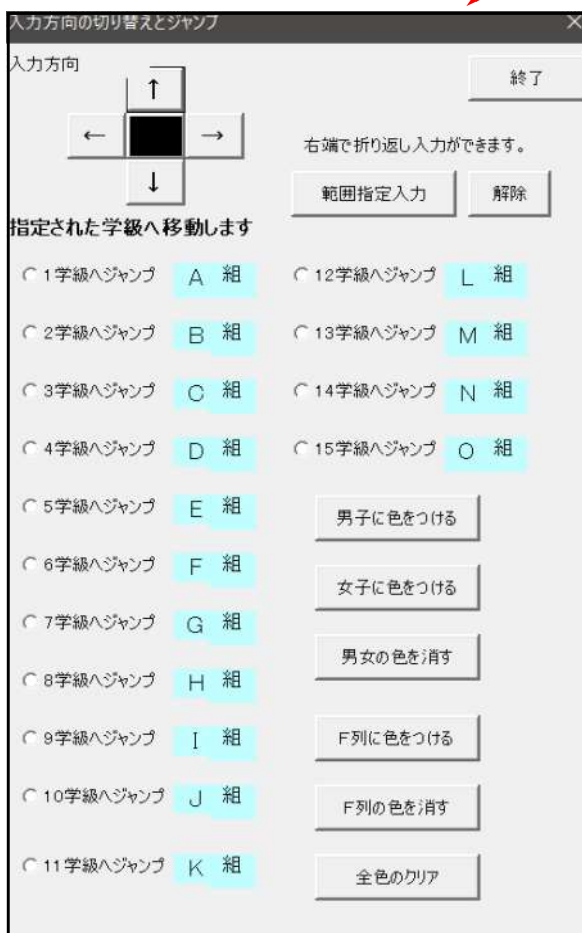 入力方向の切り替えとジャンプ ×
入力方向
↑
← →
↓
終了
右端で折り返し入力ができます。
範囲指定入力 解除
指定された学級へ移動します
1学級へジャンプ A 組
2学級へジャンプ B 組
3学級へジャンプ C 組
4学級へジャンプ D 組
5学級へジャンプ E 組
6学級へジャンプ F 組
7学級へジャンプ G 組
8学級へジャンプ H 組
9学級へジャンプ I 組
10学級へジャンプ J 組
11学級へジャンプ K 組
12学級へジャンプ L 組
13学級へジャンプ M 組
14学級へジャンプ N 組
15学級へジャンプ O 組
男子に色をつける
女子に色をつける
男女の色を消す
F列に色をつける
F列の色を消す
全色のクリア